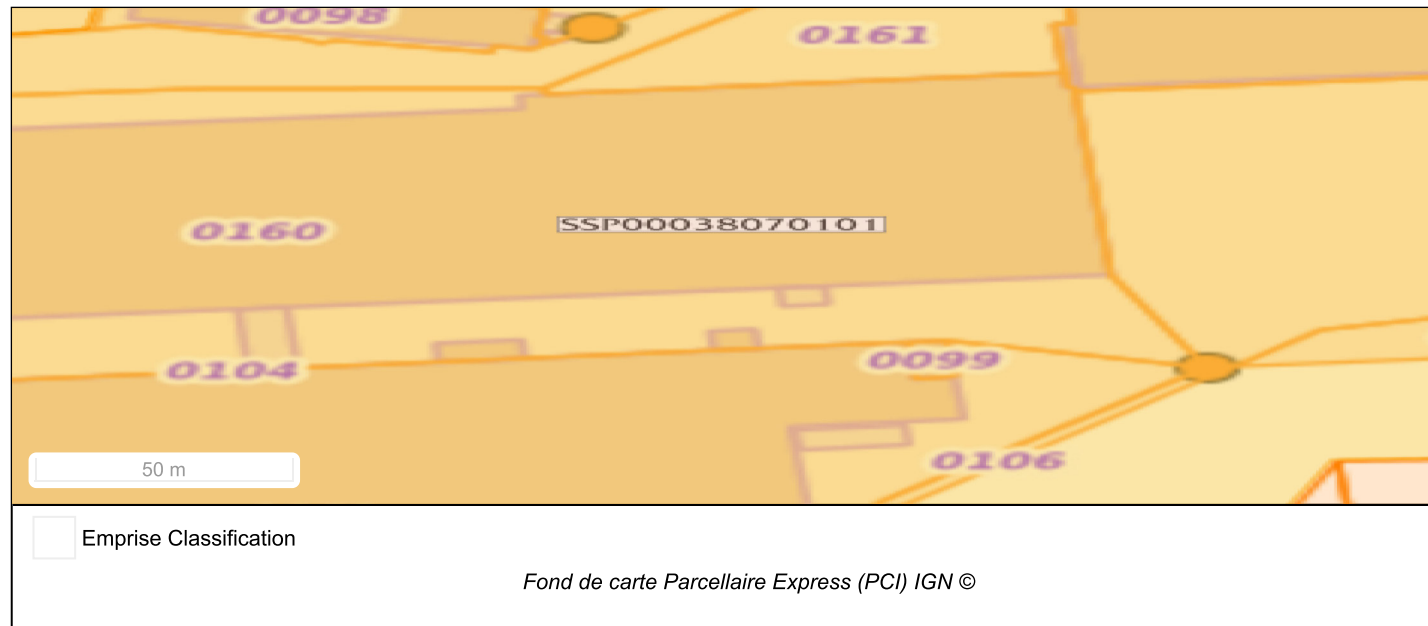 0098
0161
0160
SSP00038070101
0104
0099
0106
50 m
Emprise Classification
Fond de carte Parcellaire Express (PCI) IGN ©